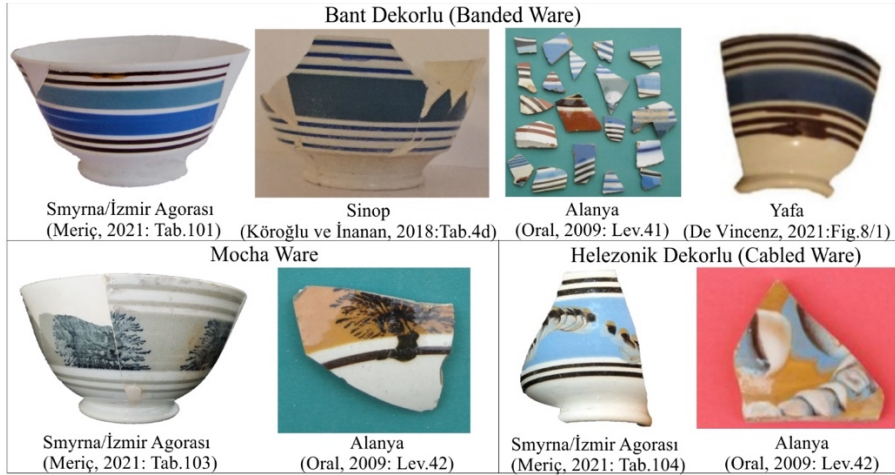 Bant Dekorlu (Banded Ware)
Smyrna/İzmir Agorası
(Meriç, 2021: Tab.101)
Sinop
(Köroğlu ve İnanan, 2018:Tab.4d)
Alanya
(Oral, 2009: Lev.41)
Yafa
(De Vincenz, 2021:Fig.8/1)
Mocha Ware
Smyrna/İzmir Agorası
(Meriç, 2021: Tab.103)
Alanya
(Oral, 2009: Lev.42)
Helezonik Dekorlu (Cabled Ware)
Smyrna/İzmir Agorası
(Meriç, 2021: Tab.104)
Alanya
(Oral, 2009: Lev.42)